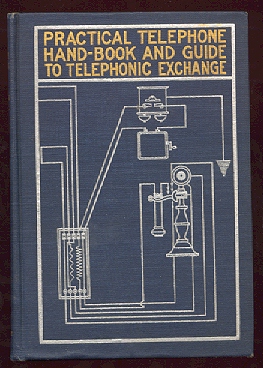 PRACTICAL TELEPHONE
HAND-BOOK AND GUIDE
TO TELEPHONIC EXCHANGE